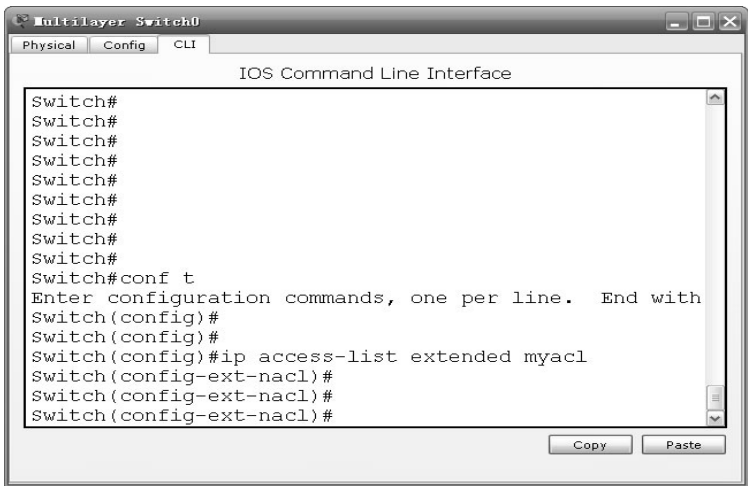 Multilayer Switch0
Physical Config CLI
IOS Command Line Interface
Switch#
Switch#
Switch#
Switch#
Switch#
Switch#
Switch#
Switch#
Switch#
Switch#conf t
Enter configuration commands, one per line.  End with
Switch(config)#
Switch(config)#
Switch(config)#ip access-list extended myacl
Switch(config-ext-nacl)#
Switch(config-ext-nacl)#
Switch(config-ext-nacl)#
Copy Paste